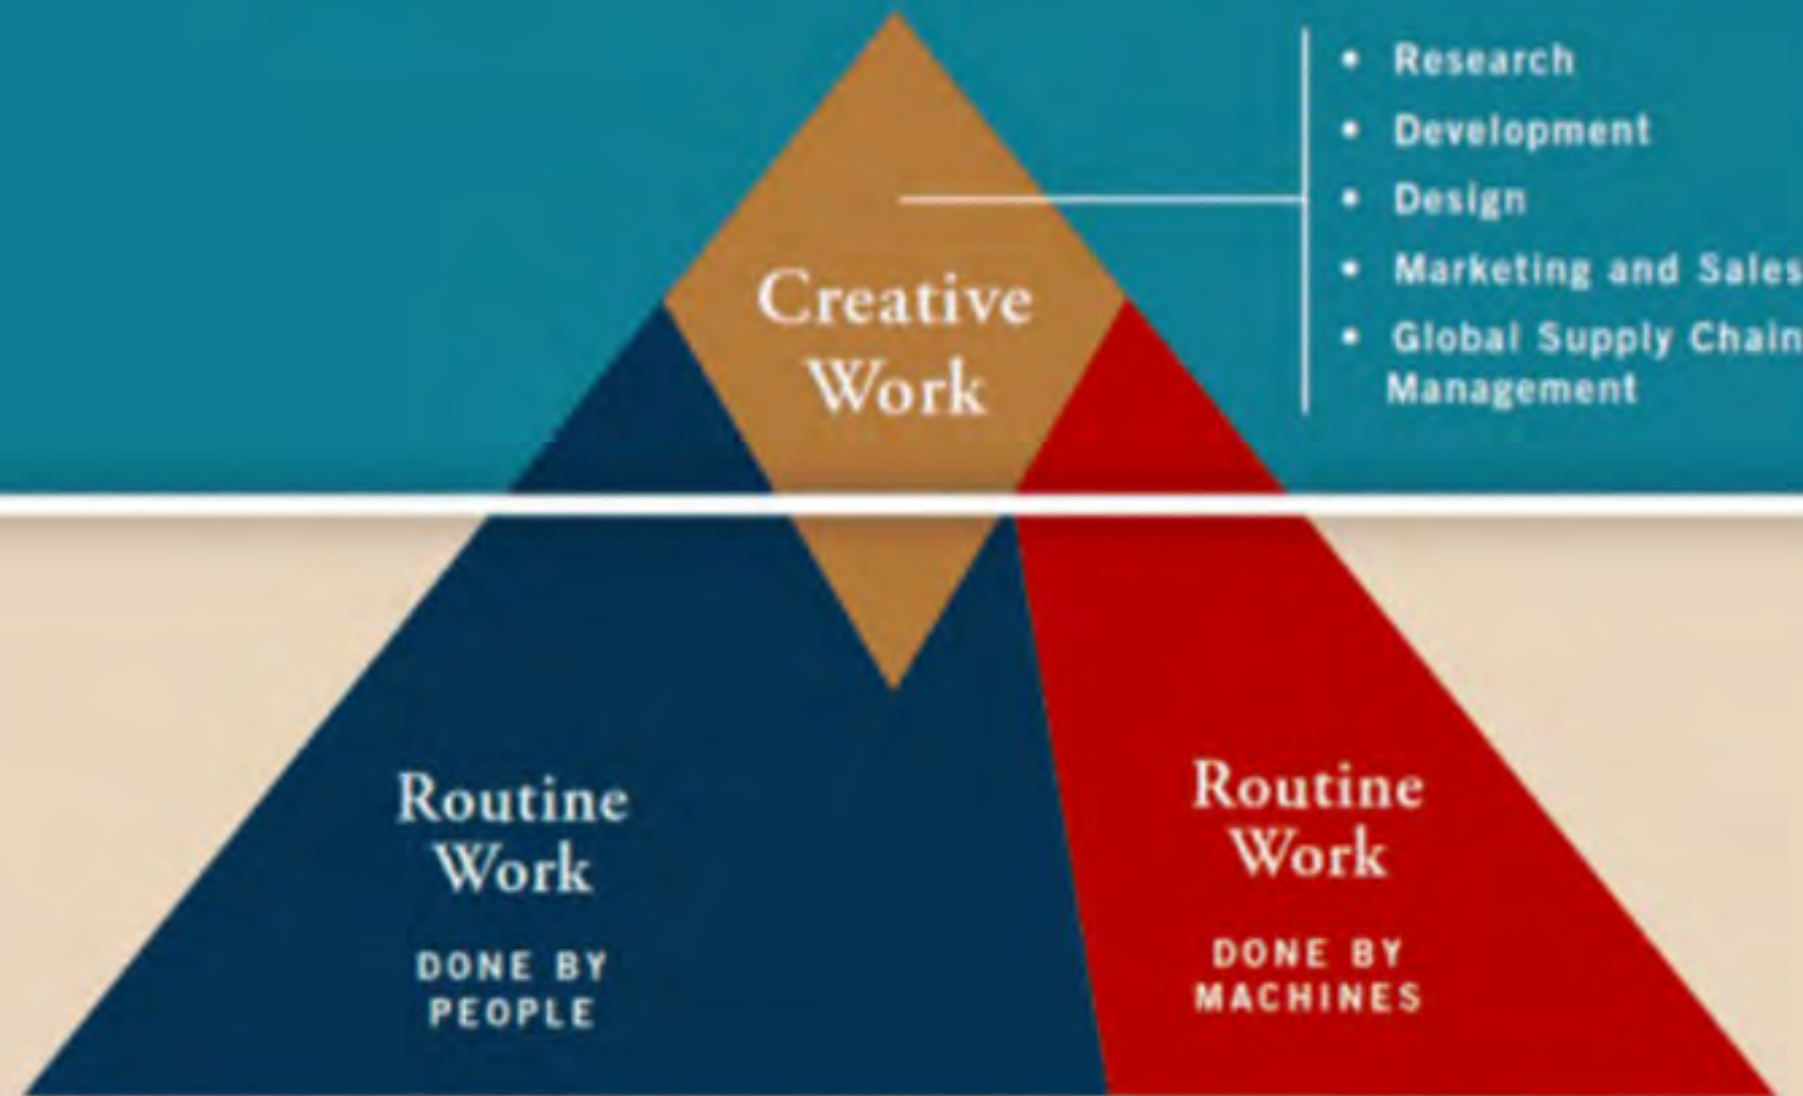 • Research
• Development
• Design
• Marketing and Sales
• Global Supply Chain
Management
Creative
Work
Routine
Work
DONE BY
PEOPLE
Routine
Work
DONE BY
MACHINES